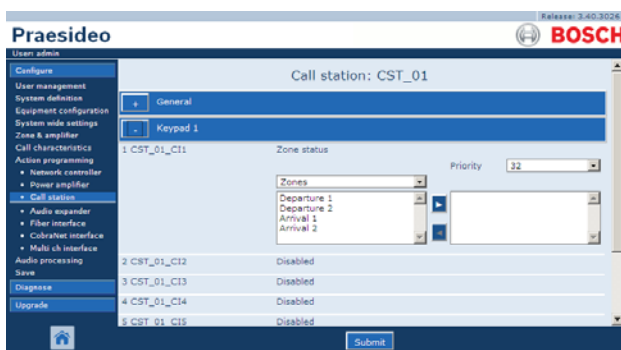 Release: 3.40.3026
Praesideo
BOSCH
User: admin
Configure
User management
System definition
Equipment configuration
System wide settings
Zone & amplifier
Call characteristics
Action programming
• Network controller
• Power amplifier
• Call station
• Audio expander
• Fiber interface
• CobraNet interface
• Multi ch interface
Audio processing
Save
Diagnose
Upgrade
Call station: CST_01
+ General
- Keypad 1
1 CST_01_CI1 Zone status
Priority 32
Zones
Departure 1
Departure 2
Arrival 1
Arrival 2
2 CST_01_CI2 Disabled
3 CST_01_CI3 Disabled
4 CST_01_CI4 Disabled
5 CST_01_CI5 Disabled
Submit